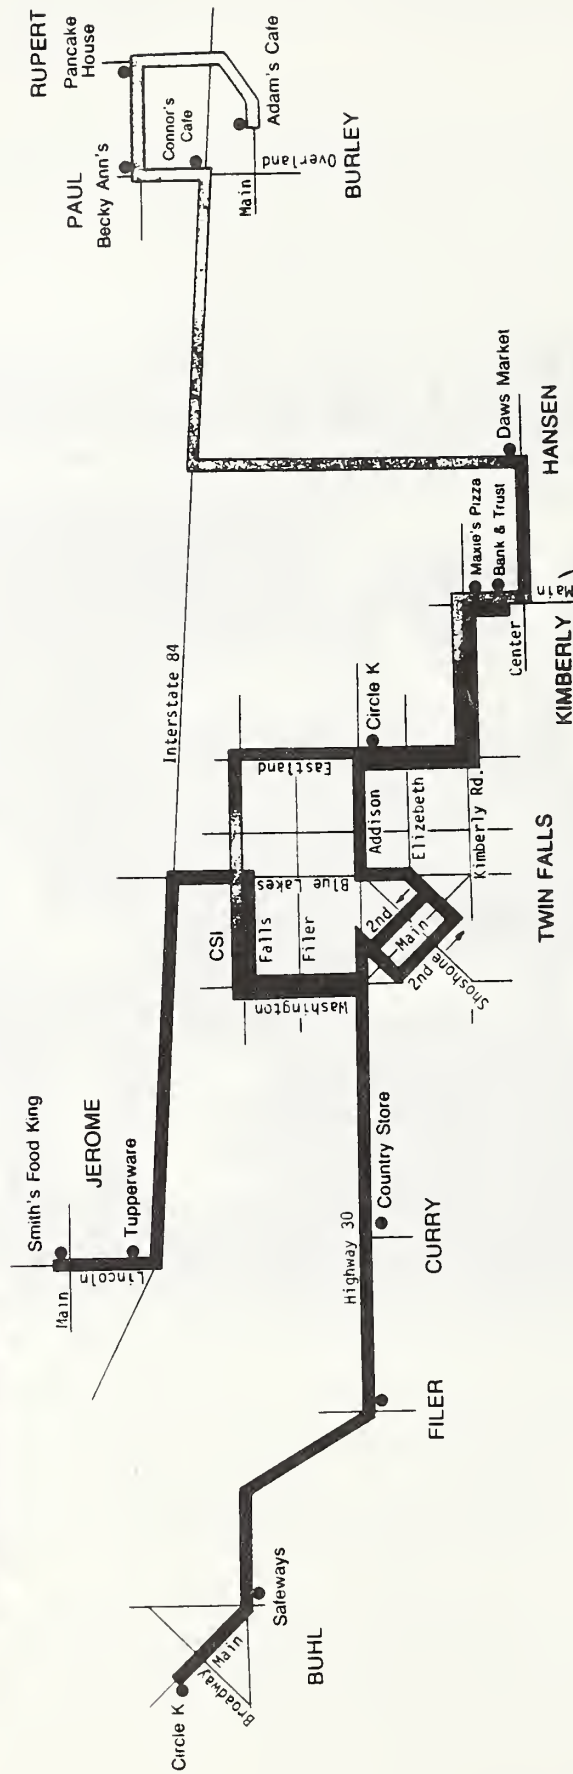 Circle K
Broadway
Main
Safeways
BUHL
FILER
Smith's Food King
Main
JEROME
Lincoln
Tupperware
Highway 30
Country Store
CURRY
Interstate 84
CSI
Falls
Filer
Washington
Blue Lakes
Eastland
2nd
Main
2nd
Shoshone
Addison
Elizebeth
Kimberly Rd.
Circle K
TWIN FALLS
Maxie's Pizza
Bank & Trust
Center
Main
KIMBERLY
Daws Market
HANSEN
RUPERT
Pancake
House
PAUL
Becky Ann's
Connor's
Cafe
Adam's Cafe
Main
Overland
BURLEY